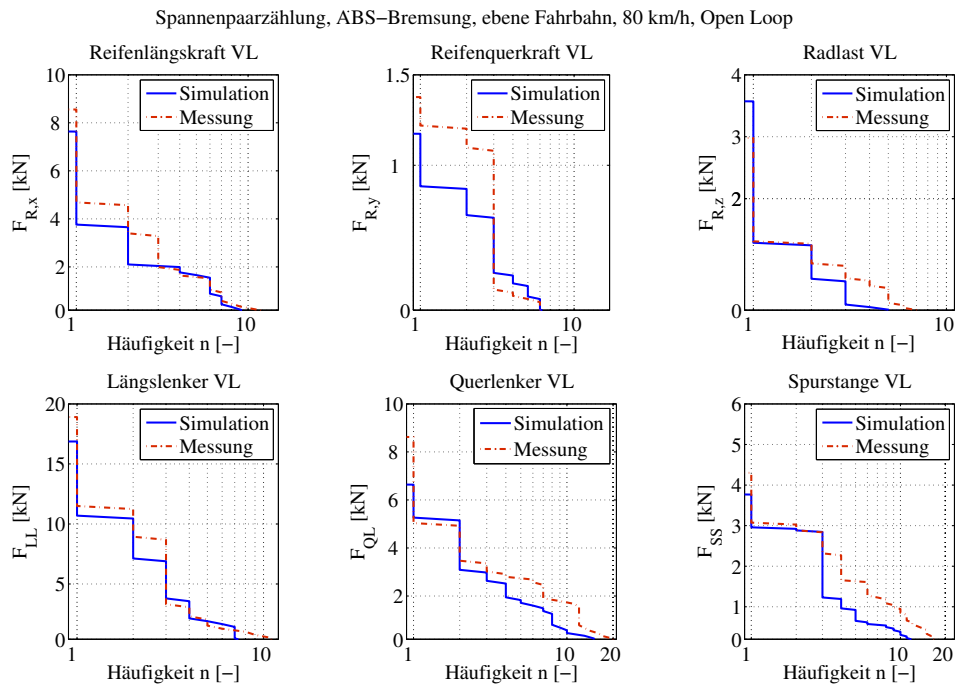 Spannenpaarzählung, ABS−Bremsung, ebene Fahrbahn, 80 km/h, Open Loop
Reifenlängskraft VL
10
8
6
4
2
0
F_R,x [kN]
Simulation
Messung
1
10
Häufigkeit n [−]
Reifenquerkraft VL
1.5
1
0
F_R,y [kN]
Simulation
Messung
1
10
Häufigkeit n [−]
Radlast VL
4
3
2
0
F_R,z [kN]
Simulation
Messung
1
10
Häufigkeit n [−]
Längslenker VL
20
15
10
5
0
F_LL [kN]
Simulation
Messung
1
10
Häufigkeit n [−]
Querlenker VL
10
8
6
4
2
0
F_QL [kN]
Simulation
Messung
1
10
20
Häufigkeit n [−]
Spurstange VL
6
5
4
3
2
1
0
F_SS [kN]
Simulation
Messung
1
10
20
Häufigkeit n [−]